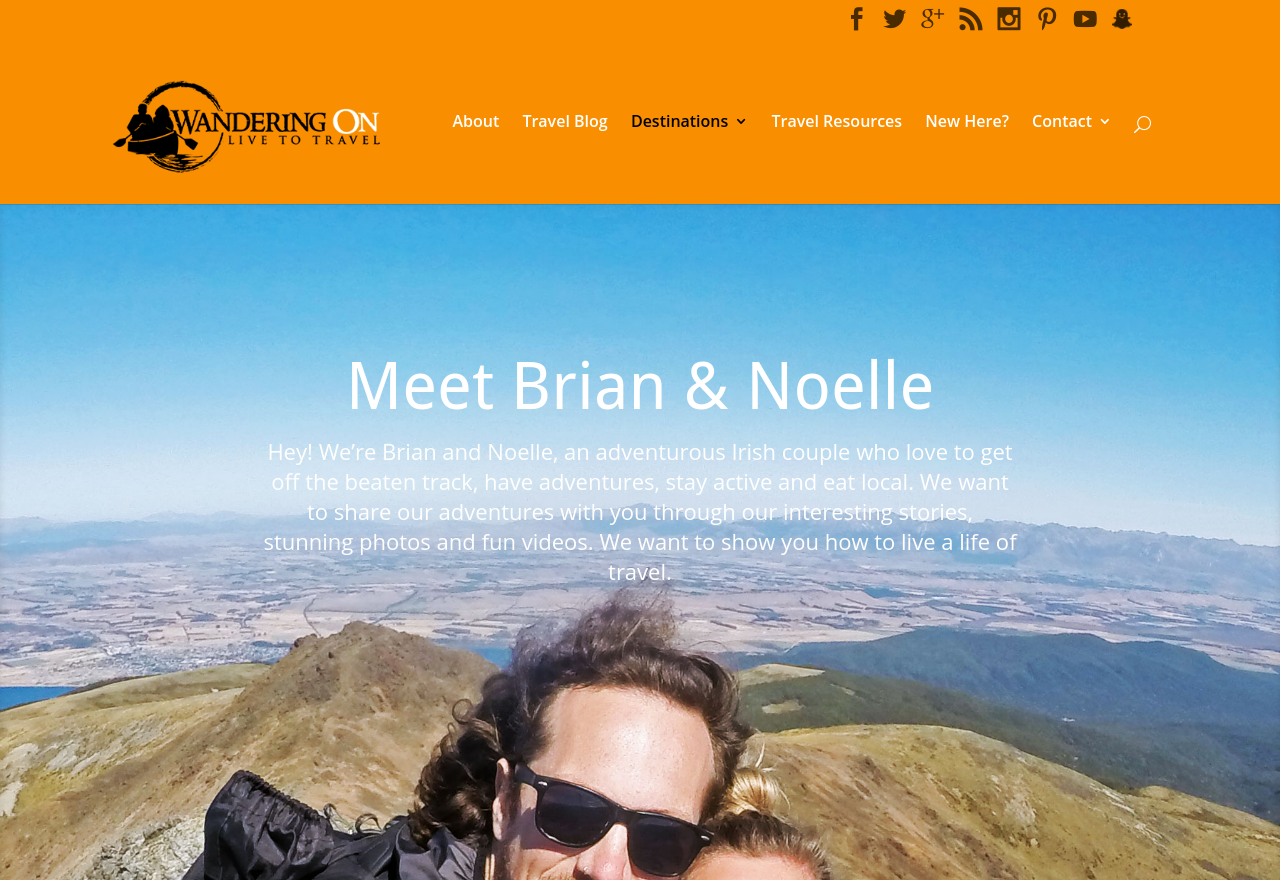 WANDERING ON
LIVE TO TRAVEL
About
Travel Blog
Destinations
Travel Resources
New Here?
Contact
Meet Brian & Noelle
Hey! We’re Brian and Noelle, an adventurous Irish couple who love to get
off the beaten track, have adventures, stay active and eat local. We want
to share our adventures with you through our interesting stories,
stunning photos and fun videos. We want to show you how to live a life of
travel.